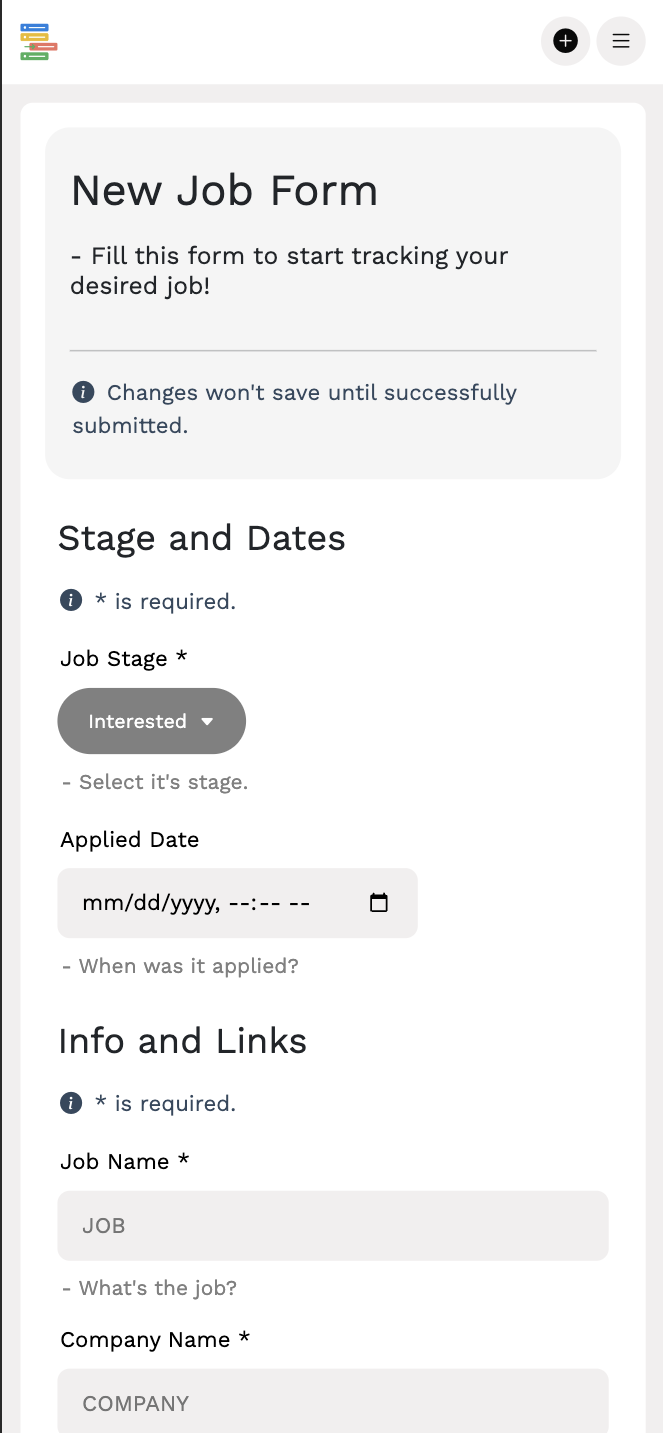 New Job Form
- Fill this form to start tracking your
desired job!
Changes won't save until successfully
submitted.
Stage and Dates
* is required.
Job Stage *
Interested
- Select it's stage.
Applied Date
mm/dd/yyyy, --:-- --
- When was it applied?
Info and Links
* is required.
Job Name *
JOB
- What's the job?
Company Name *
COMPANY